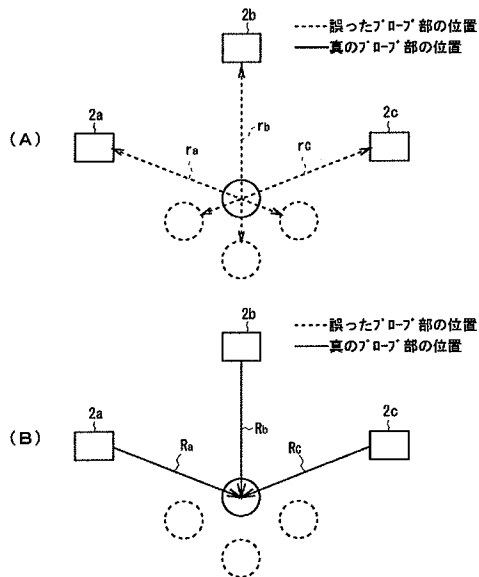 2b
-----誤ったプローブ部の位置
——真のプローブ部の位置
2a
2c
(A)
ra
rb
rc
2b
-----誤ったプローブ部の位置
——真のプローブ部の位置
2a
2c
(B)
Ra
Rb
Rc